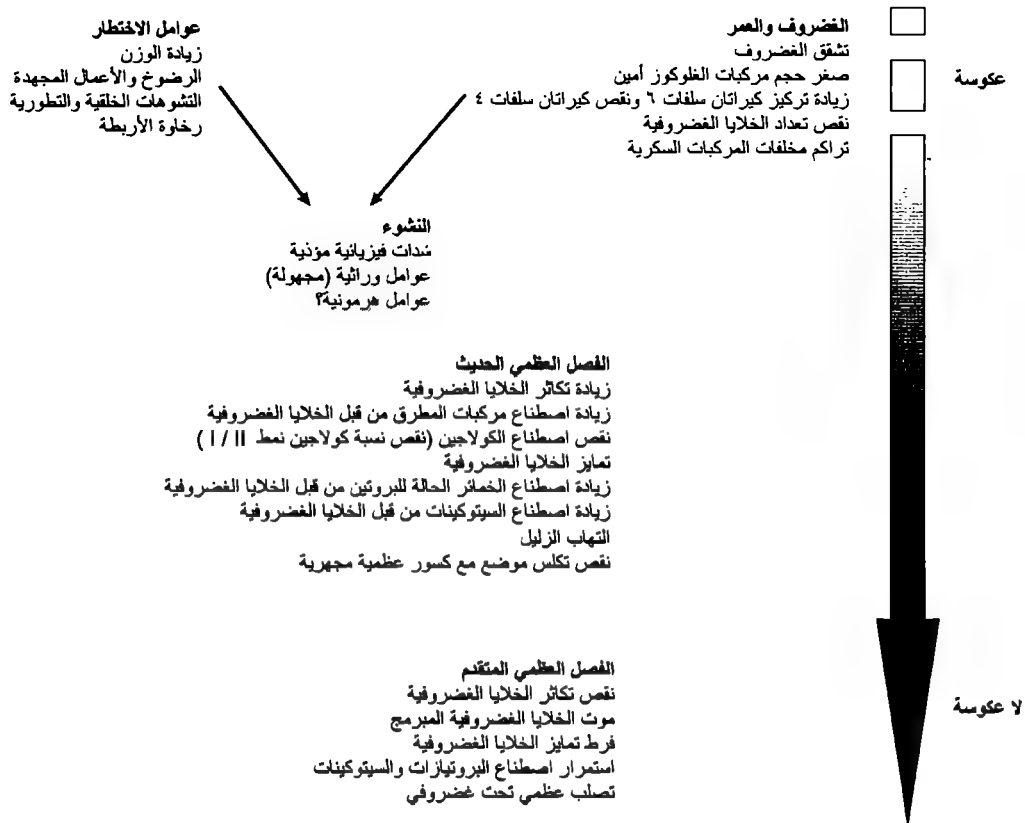 الغضروف والعمر
تشقق الغضروف
صغر حجم مركبات الغلوكوز أمين
زيادة تركيز كيراتان سلفات ٦ ونقص كيراتان سلفات ٤
نقص تعداد الخلايا الغضروفية
تراكم مخلفات المركبات السكرية
عكوسة
عوامل الاختطار
زيادة الوزن
الرضوخ والأعمال المجهدة
التشوهات الخلقية والتطورية
رخاوة الأربطة
النشوء
شدات فيزيائية مؤذية
عوامل وراثية (مجهولة)
عوامل هرمونية؟
الفصل العظمي الحديث
زيادة تكاثر الخلايا الغضروفية
زيادة اصطناع مركبات المطرق من قبل الخلايا الغضروفية
نقص اصطناع الكولاجين (نقص نسبة كولاجين نمط II / I)
تمايز الخلايا الغضروفية
زيادة اصطناع الخمائر الحالة للبروتين من قبل الخلايا الغضروفية
زيادة اصطناع السيتوكينات من قبل الخلايا الغضروفية
التهاب الزليل
نقص تكلس موضع مع كسور عظمية مجهرية
الفصل العظمي المتقدم
نقص تكاثر الخلايا الغضروفية
موت الخلايا الغضروفية المبرمج
فرط تمايز الخلايا الغضروفية
استمرار اصطناع البروتيازات والسيتوكينات
تصلب عظمي تحت غضروفي
لا عكوسة